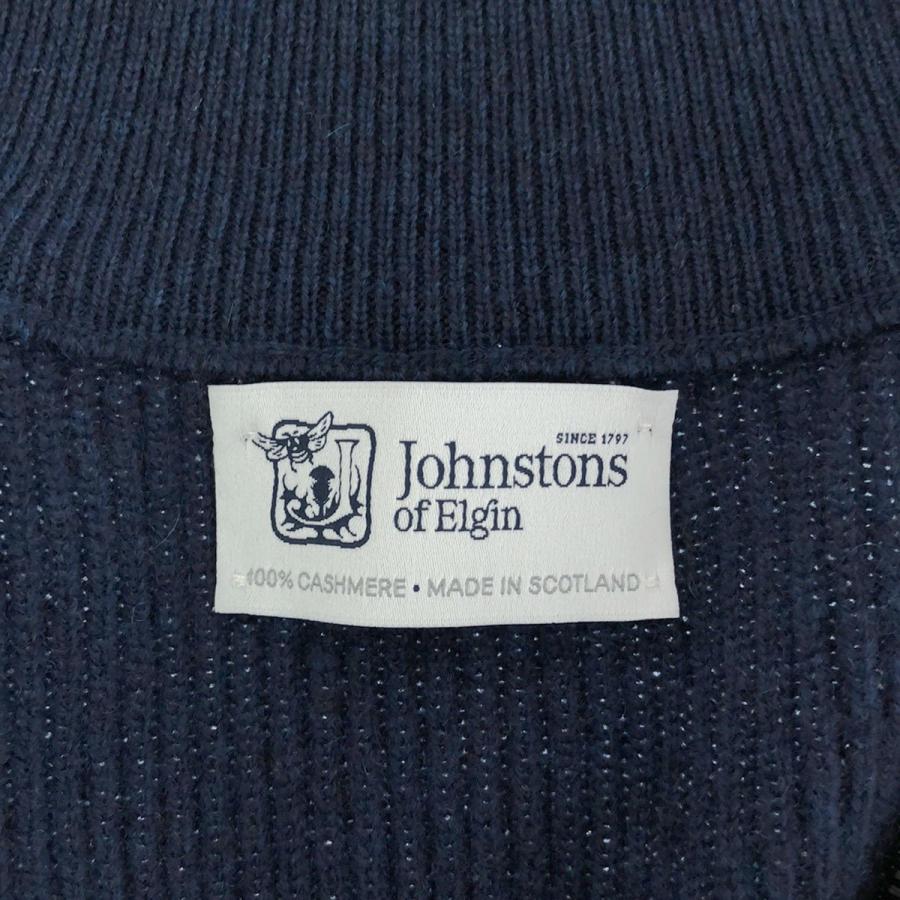 SINCE 1797
Johnstons
of Elgin
100% CASHMERE • MADE IN SCOTLAND